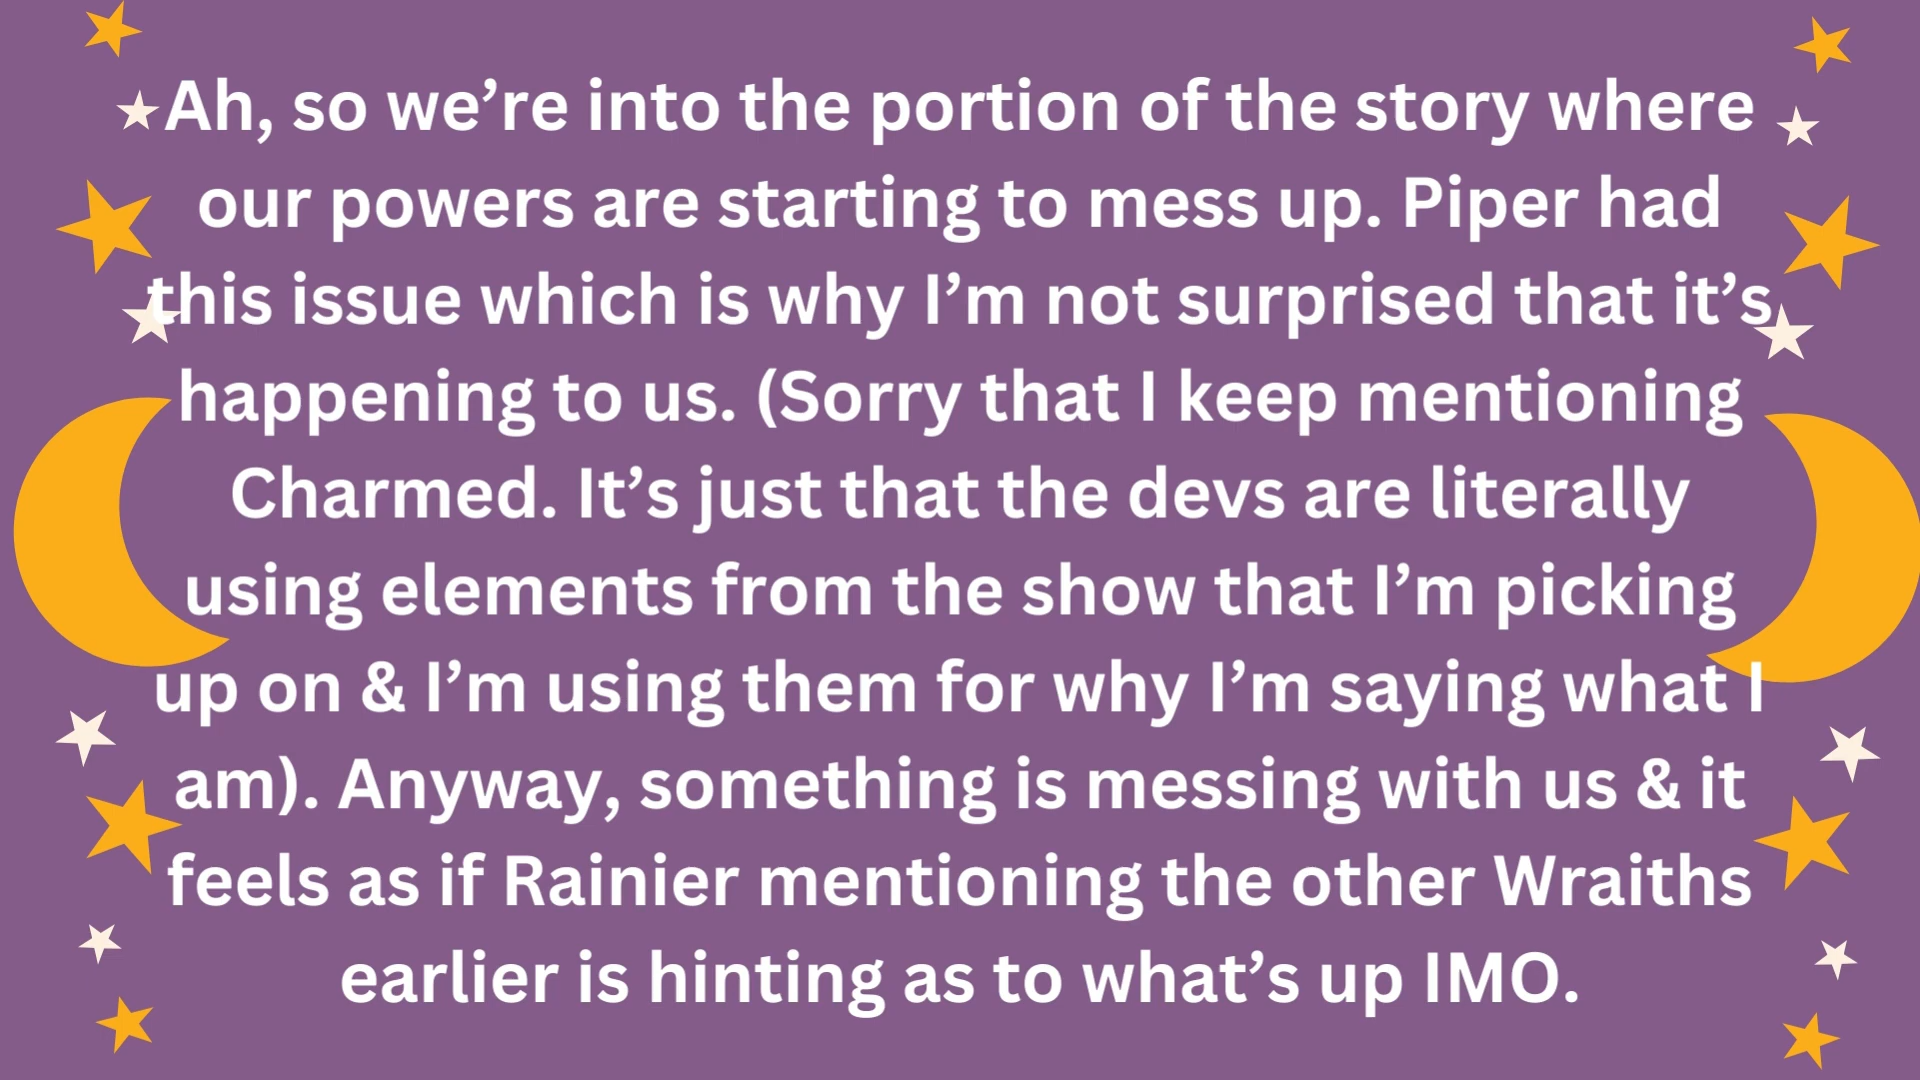 Ah, so we’re into the portion of the story where
our powers are starting to mess up. Piper had
this issue which is why I’m not surprised that it’s
happening to us. (Sorry that I keep mentioning
Charmed. It’s just that the devs are literally
using elements from the show that I’m picking
up on & I’m using them for why I’m saying what I
am). Anyway, something is messing with us & it
feels as if Rainier mentioning the other Wraiths
earlier is hinting as to what’s up IMO.